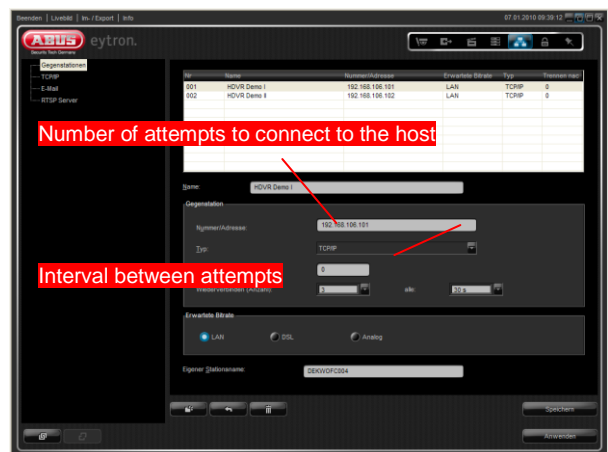 Beenden | Livebild | In- / Export | Info
07.01.2010 09:39:12
ABUS
Security Tech Germany
eytron.
Gegenstationen
TCP/IP
E-Mail
RTSP Server
Nr Name Nummer/Adresse Erwartete Bitrate Typ Trennen nac
001 HDVR Demo I 192.168.106.101 LAN TCP/IP 0
002 HDVR Demo II 192.168.106.102 LAN TCP/IP 0
Number of attempts to connect to the host
Name: HDVR Demo I
Gegenstation
Nummer/Adresse: 192.168.106.101
Typ: TCP/IP
0
Interval between attempts
Wiederverbinden (Anzahl): 3 alle: 30 s
Erwartete Bitrate
LAN DSL Analog
Eigener Stationsname: DEKWOFC004
Speichern
Anwenden